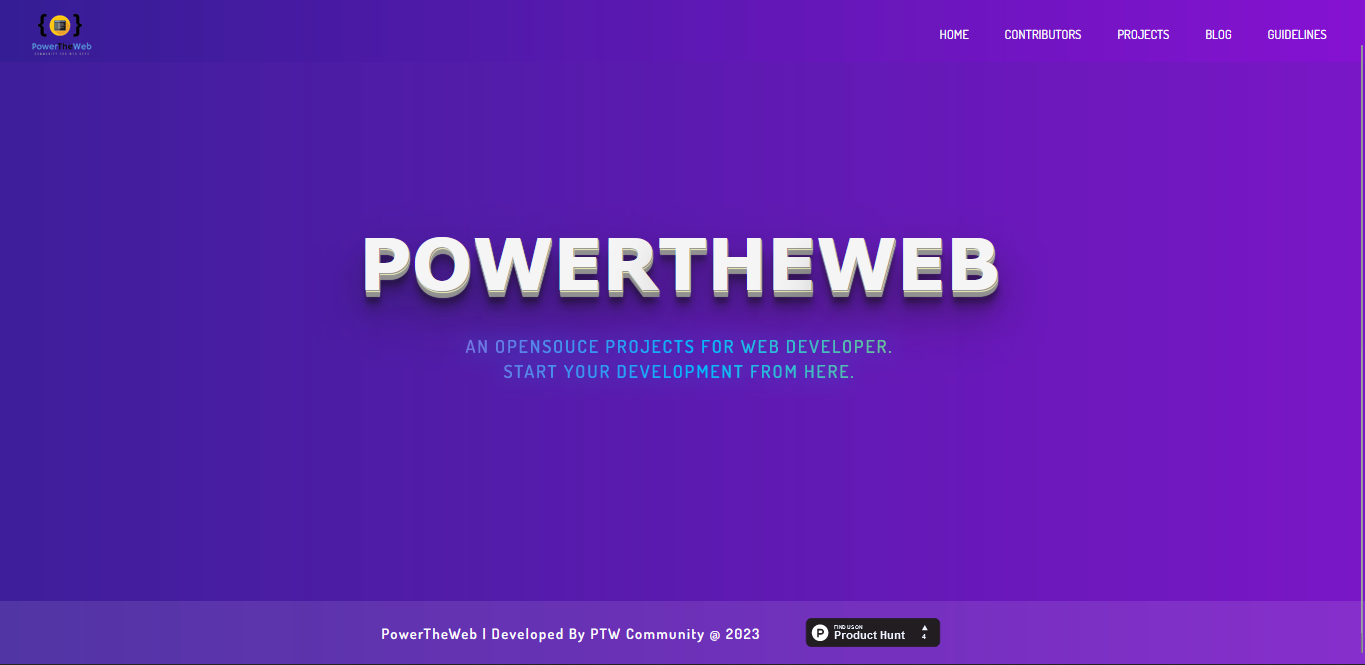 { }
PowerTheWeb
HOME CONTRIBUTORS PROJECTS BLOG GUIDELINES
POWERTHEWEB
AN OPENSOUCE PROJECTS FOR WEB DEVELOPER.
START YOUR DEVELOPMENT FROM HERE.
PowerTheWeb | Developed By PTW Community @ 2023
FIND US ON
Product Hunt
▲
4